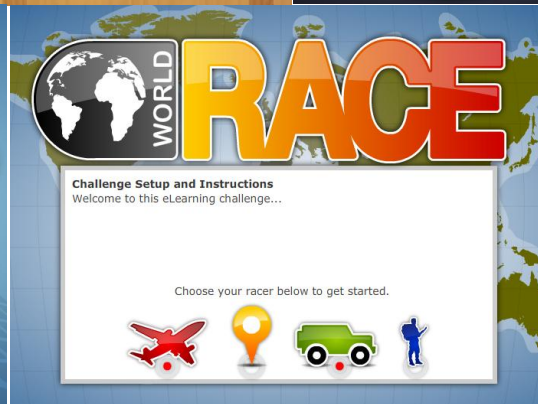 WORLD
RACE
Challenge Setup and Instructions
Welcome to this eLearning challenge...
Choose your racer below to get started.